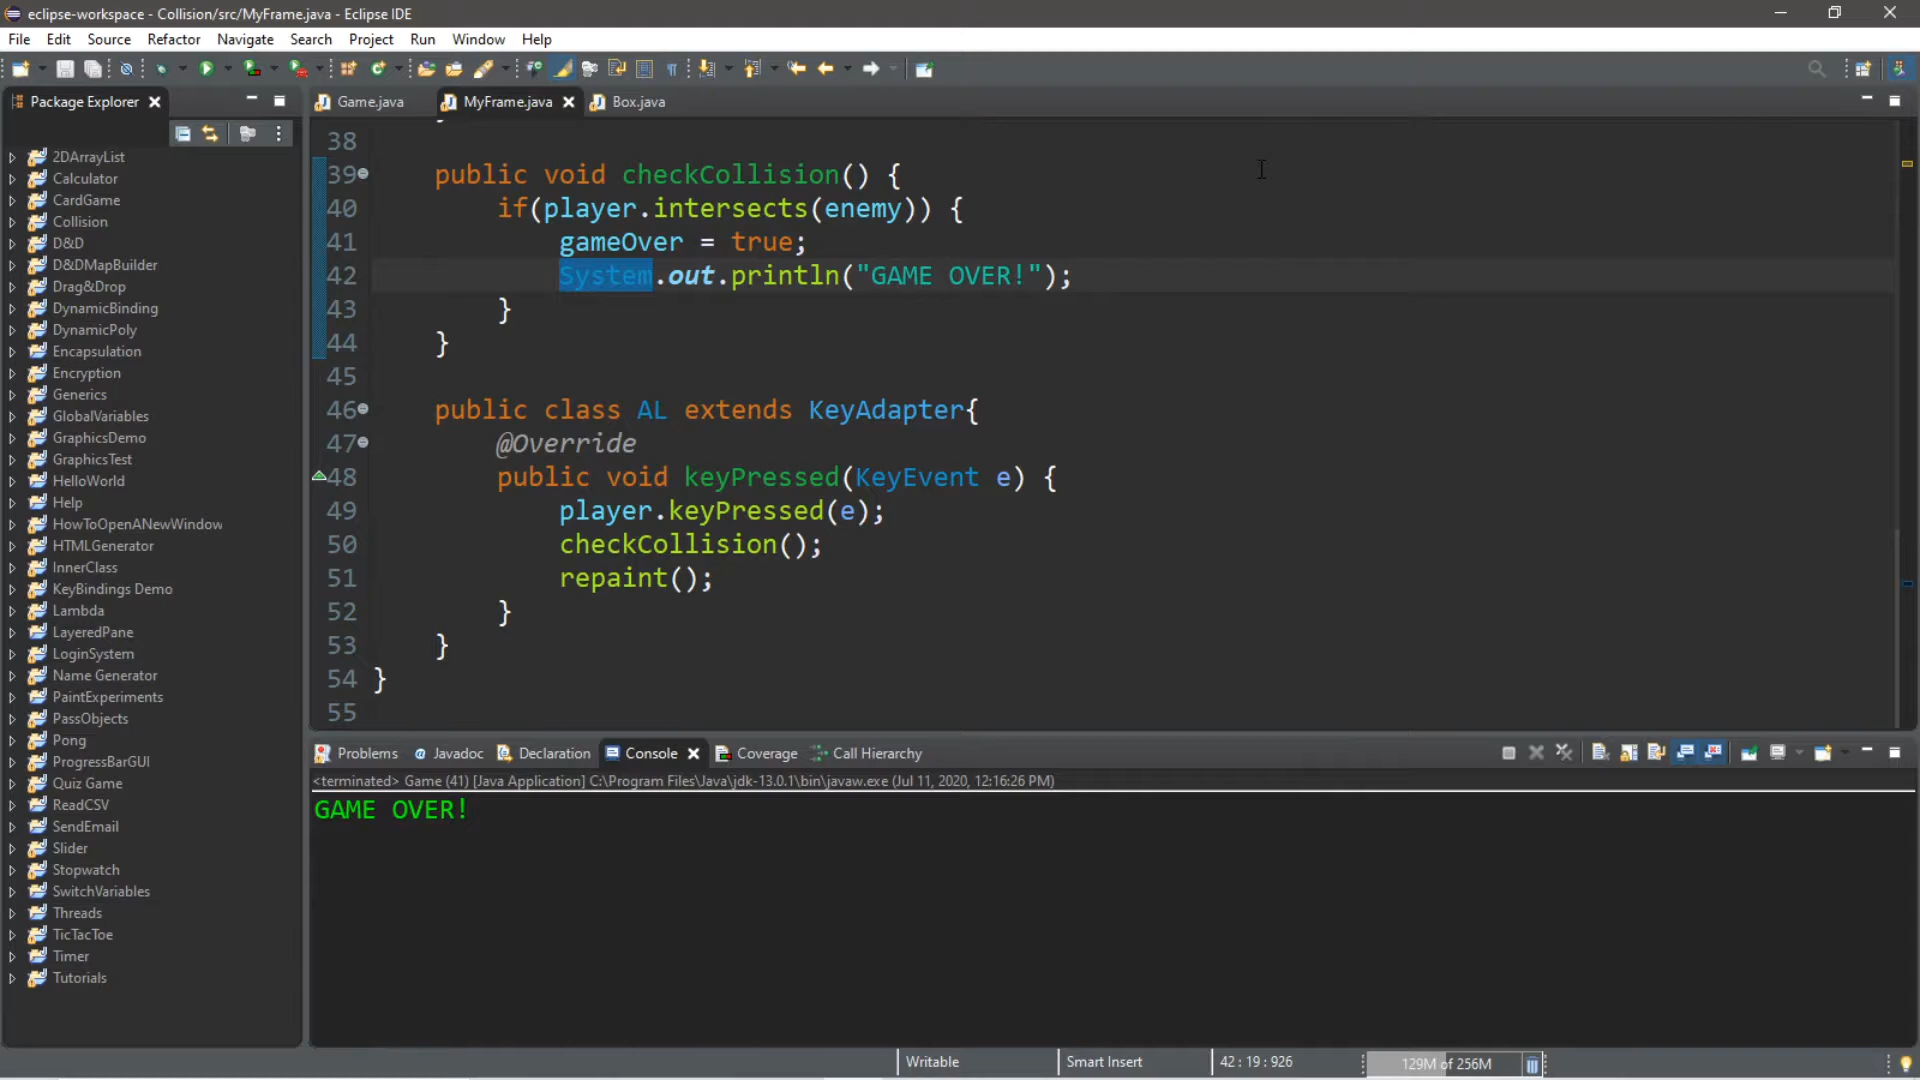 eclipse-workspace - Collision/src/MyFrame.java - Eclipse IDE
File Edit Source Refactor Navigate Search Project Run Window Help
Package Explorer
Game.java MyFrame.java Box.java
2DArrayList
Calculator
CardGame
Collision
D&D
D&DMapBuilder
Drag&Drop
DynamicBinding
DynamicPoly
Encapsulation
Encryption
Generics
GlobalVariables
GraphicsDemo
GraphicsTest
HelloWorld
Help
HowToOpenANewWindow
HTMLGenerator
InnerClass
KeyBindings Demo
Lambda
LayeredPane
LoginSystem
Name Generator
PaintExperiments
PassObjects
Pong
ProgressBarGUI
Quiz Game
ReadCSV
SendEmail
Slider
Stopwatch
SwitchVariables
Threads
TicTacToe
Timer
Tutorials
38
39 public void checkCollision() {
40 if(player.intersects(enemy)) {
41 gameOver = true;
42 System.out.println("GAME OVER!");
43 }
44 }
45
46 public class AL extends KeyAdapter{
47 @Override
48 public void keyPressed(KeyEvent e) {
49 player.keyPressed(e);
50 checkCollision();
51 repaint();
52 }
53 }
54 }
55
Problems @ Javadoc Declaration Console Coverage Call Hierarchy
<terminated> Game (41) [Java Application] C:\Program Files\Java\jdk-13.0.1\bin\javaw.exe (Jul 11, 2020, 12:16:26 PM)
GAME OVER!
Writable Smart Insert 42 : 19 : 926 129M of 256M